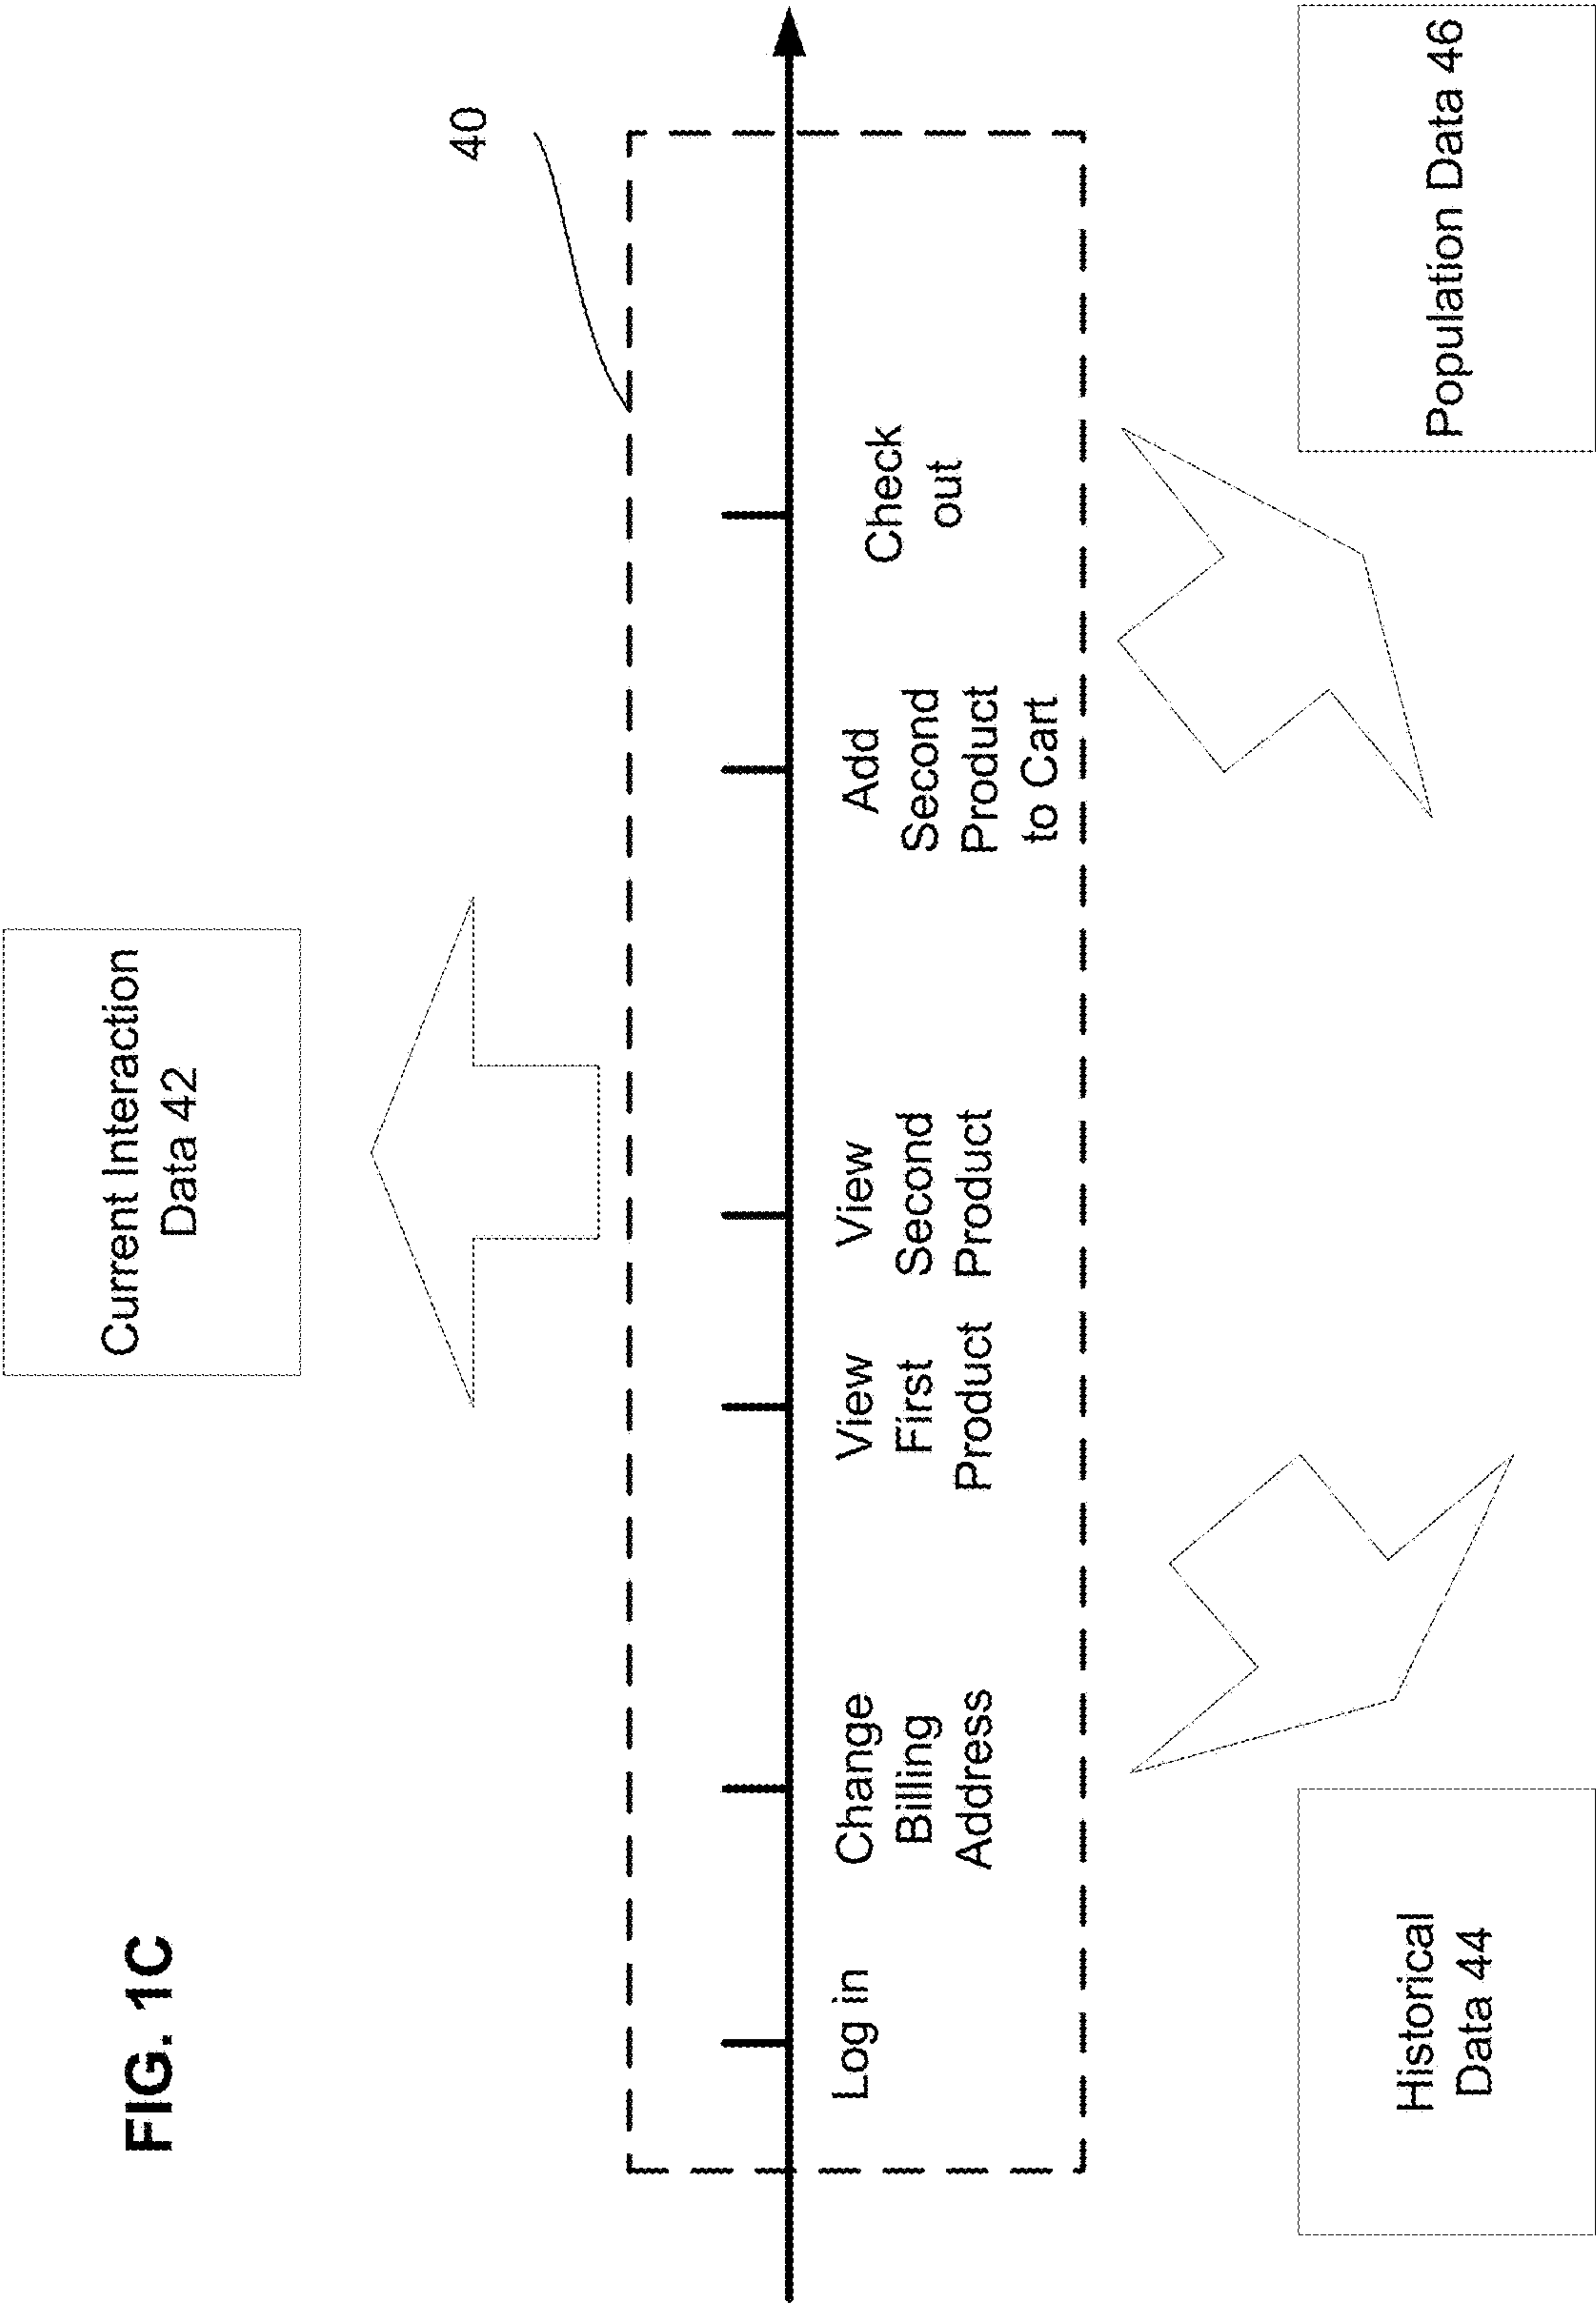 FIG. 1C
Current Interaction
Data 42
40
Log in
Change
Billing
Address
View
First
Product
View
Second
Product
Add
Second
Product
to Cart
Check
out
Historical
Data 44
Population Data 46